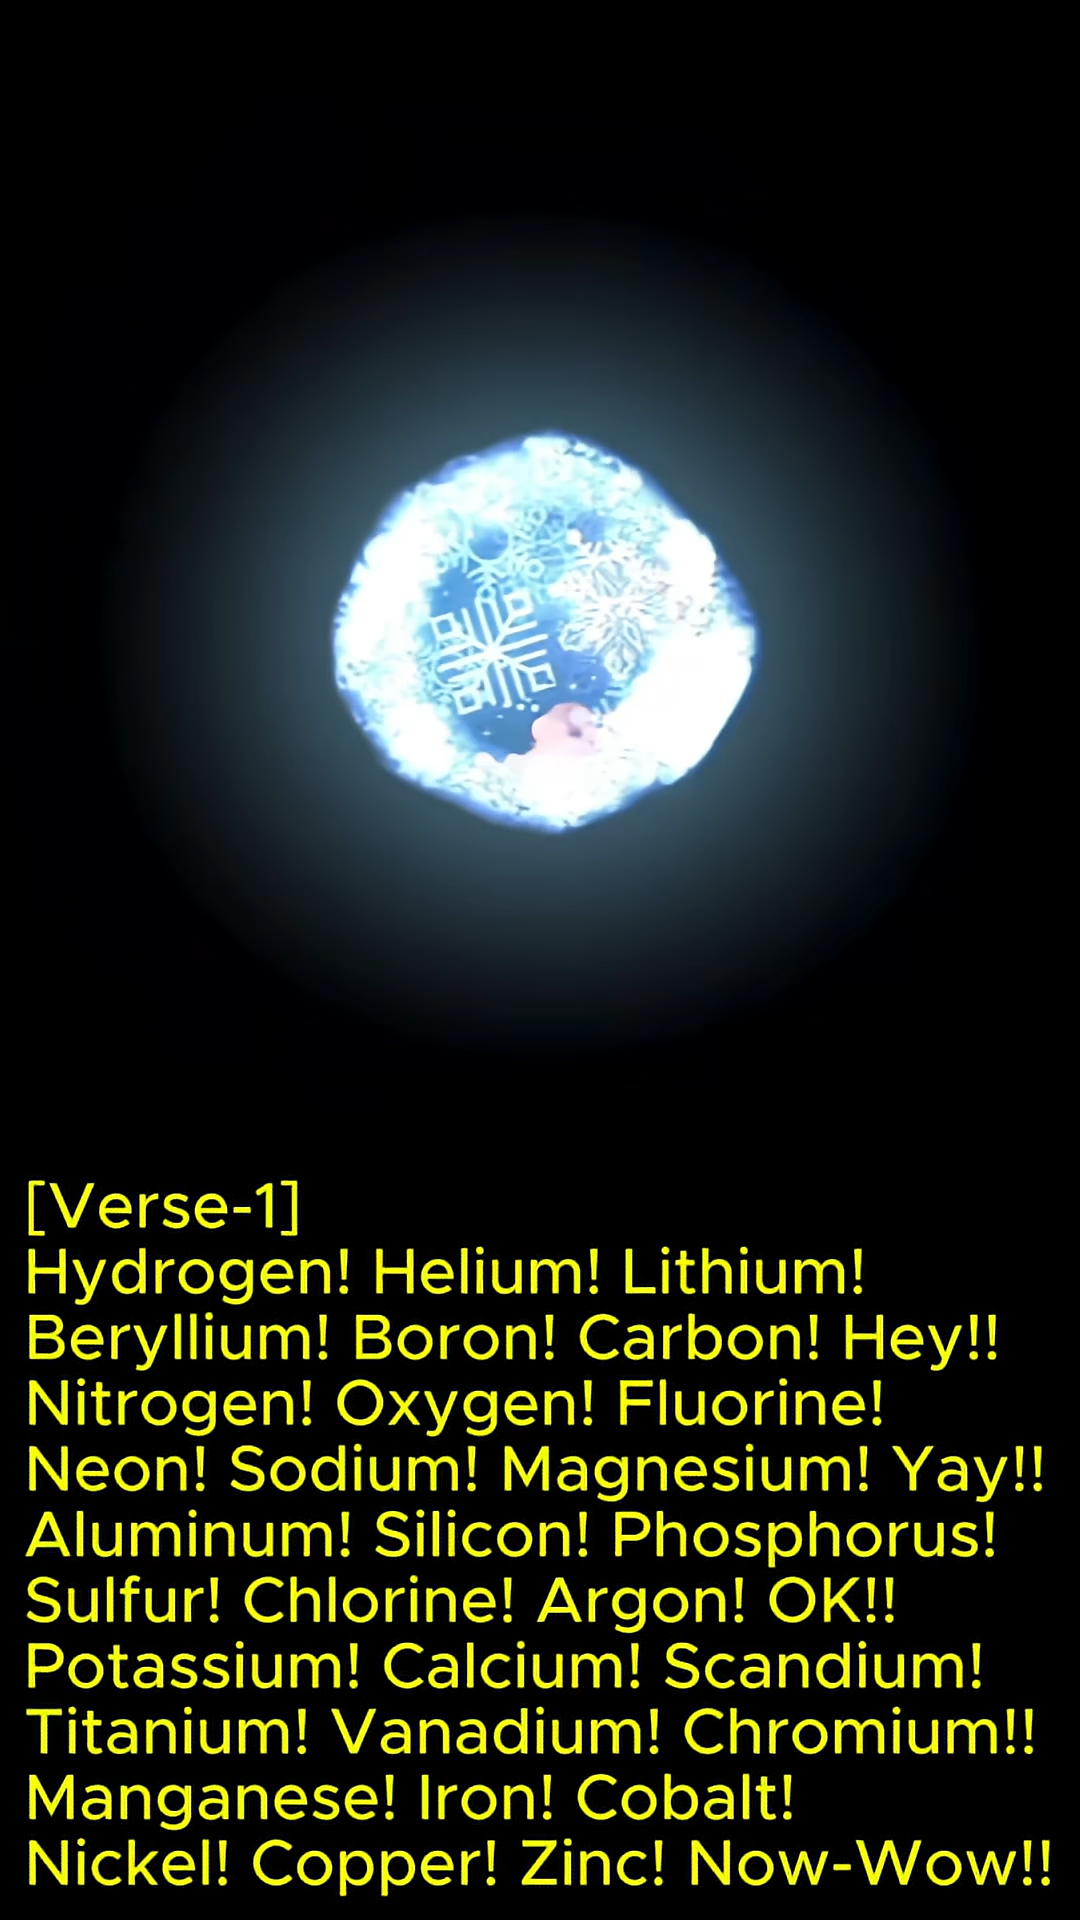 [Verse-1]
Hydrogen! Helium! Lithium!
Beryllium! Boron! Carbon! Hey!!
Nitrogen! Oxygen! Fluorine!
Neon! Sodium! Magnesium! Yay!!
Aluminum! Silicon! Phosphorus!
Sulfur! Chlorine! Argon! OK!!
Potassium! Calcium! Scandium!
Titanium! Vanadium! Chromium!!
Manganese! Iron! Cobalt!
Nickel! Copper! Zinc! Now-Wow!!